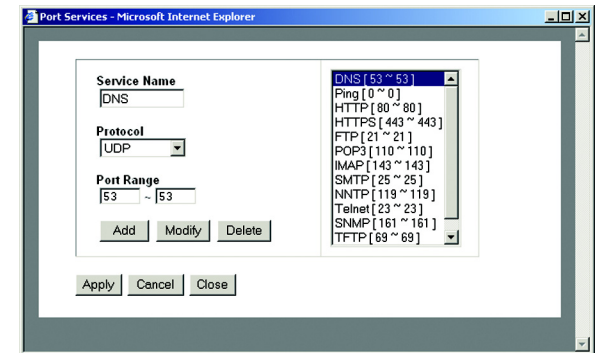 Port Services - Microsoft Internet Explorer
Service Name
DNS
Protocol
UDP
Port Range
53 ~ 53
Add Modify Delete
DNS [ 53 ~ 53 ]
Ping [ 0 ~ 0 ]
HTTP [ 80 ~ 80 ]
HTTPS [ 443 ~ 443 ]
FTP [ 21 ~ 21 ]
POP3 [ 110 ~ 110 ]
IMAP [ 143 ~ 143 ]
SMTP [ 25 ~ 25 ]
NNTP [ 119 ~ 119 ]
Telnet [ 23 ~ 23 ]
SNMP [ 161 ~ 161 ]
TFTP [ 69 ~ 69 ]
Apply Cancel Close